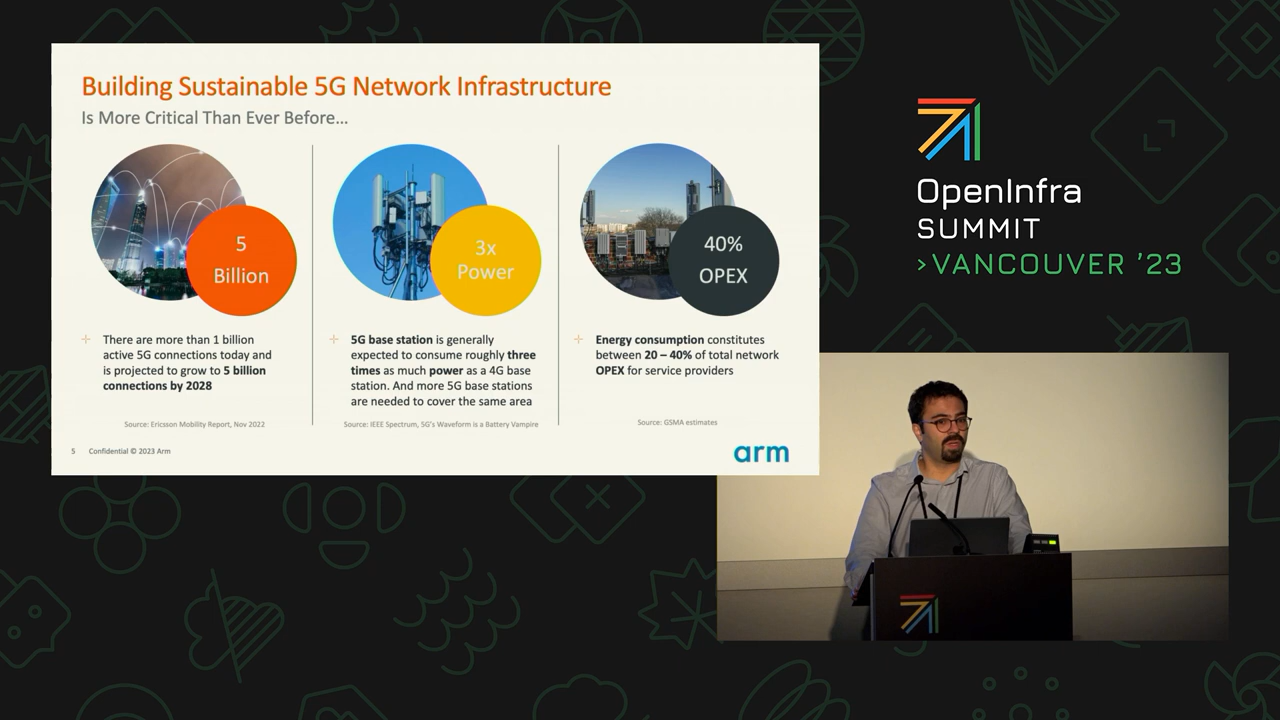 Building Sustainable 5G Network Infrastructure
Is More Critical Than Ever Before...
5
Billion
There are more than 1 billion
active 5G connections today and
is projected to grow to 5 billion
connections by 2028
Source: Ericsson Mobility Report, Nov 2022
3x
Power
5G base station is generally
expected to consume roughly three
times as much power as a 4G base
station. And more 5G base stations
are needed to cover the same area
Source: IEEE Spectrum, 5G's Waveform is a Battery Vampire
40%
OPEX
Energy consumption constitutes
between 20 – 40% of total network
OPEX for service providers
Source: GSMA estimates
5 Confidential © 2023 Arm
arm
OpenInfra
SUMMIT
>VANCOUVER '23